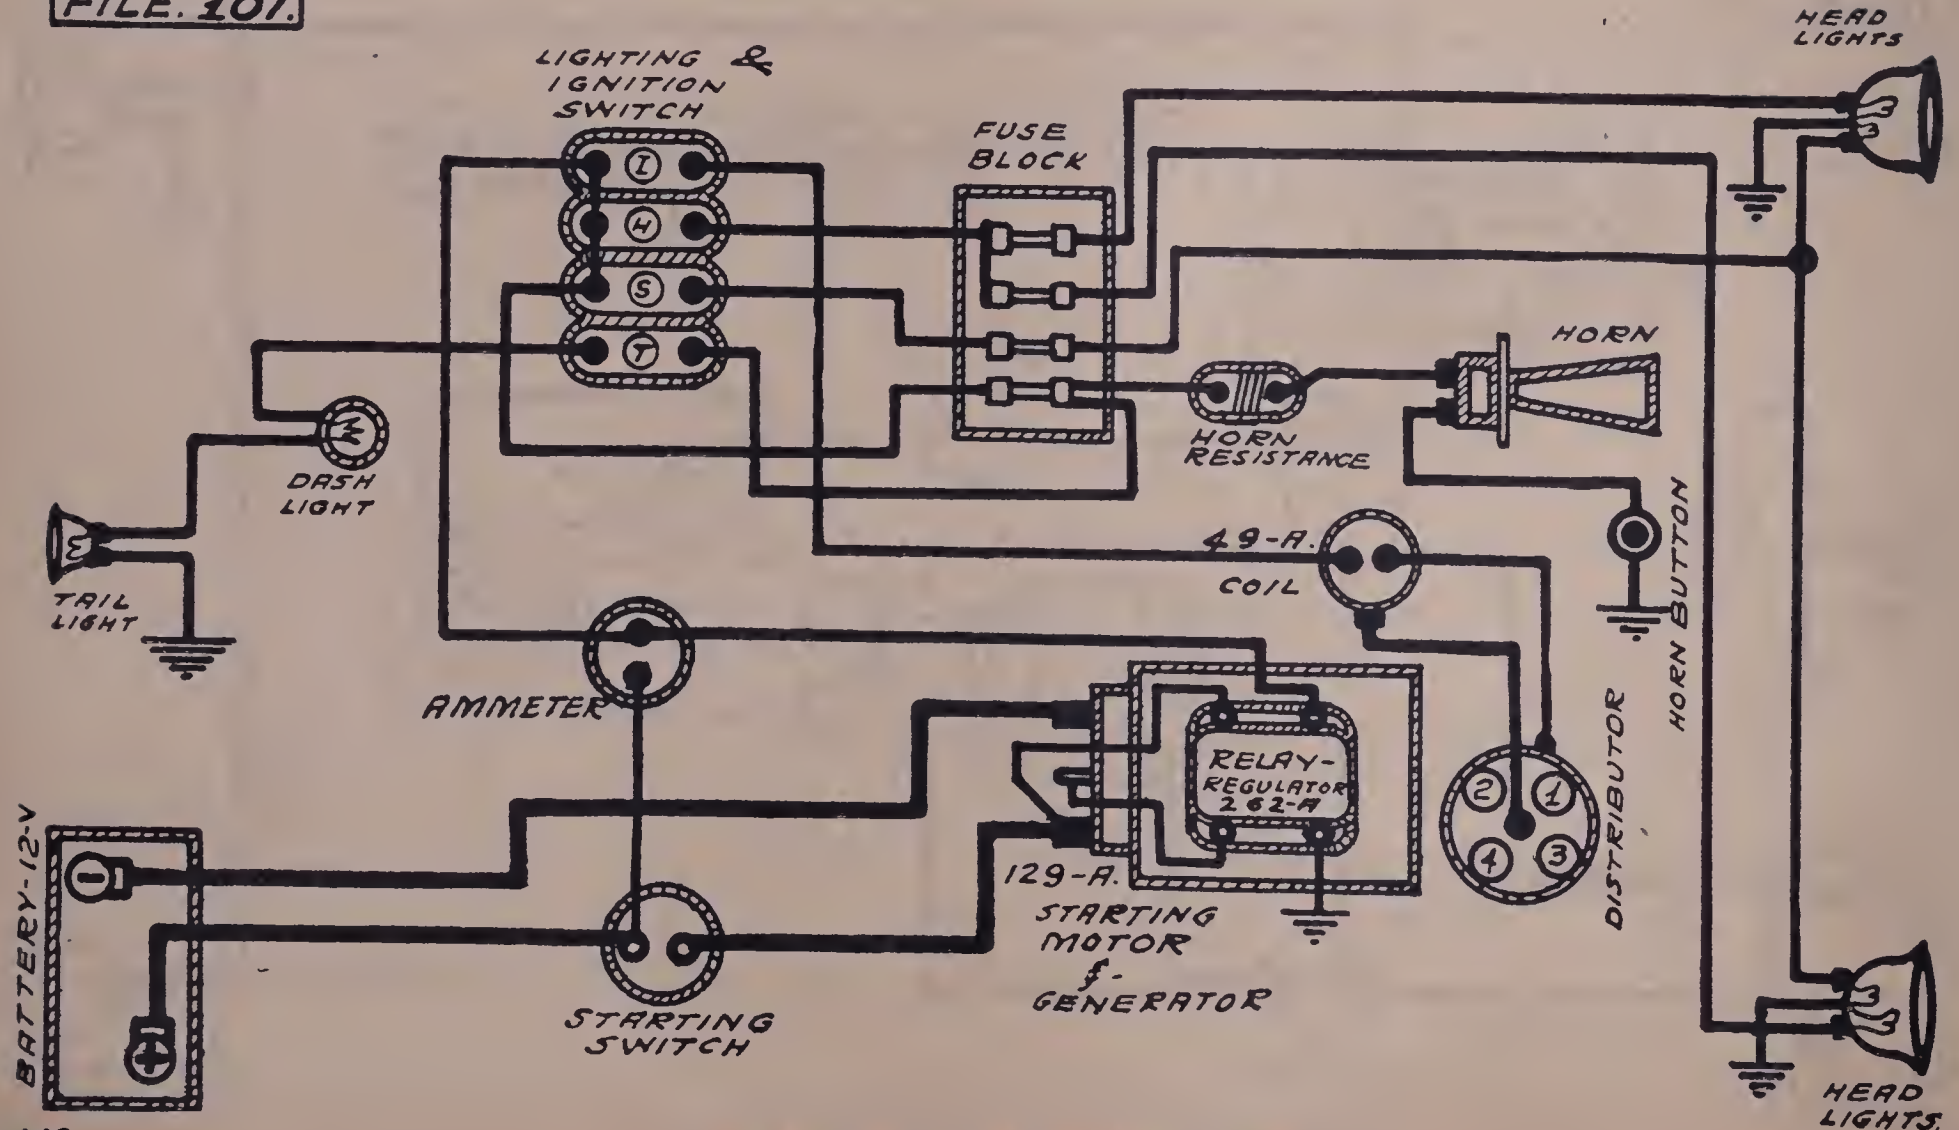 FILE. 107.
HEAD
LIGHTS
LIGHTING &
IGNITION
SWITCH
FUSE
BLOCK
I
H
S
T
HORN
HORN
RESISTANCE
DASH
LIGHT
TAIL
LIGHT
49-A.
COIL
HORN BUTTON
AMMETER
RELAY-
REGULATOR
262-A
2
1
4
3
DISTRIBUTOR
BATTERY-12-V
129-A.
STARTING
MOTOR
&-
GENERATOR
STARTING
SWITCH
HEAD
LIGHTS.